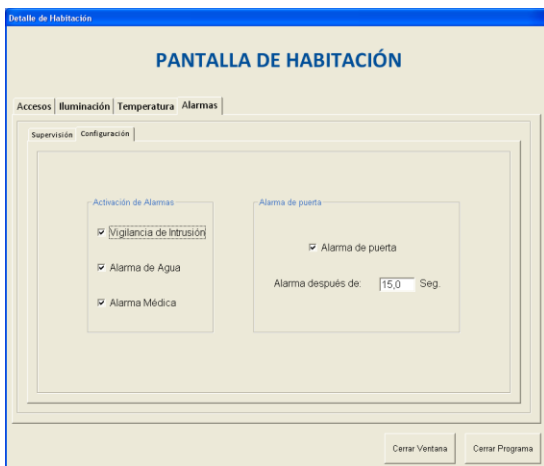 Detalle de Habitación
PANTALLA DE HABITACIÓN
Accesos Iluminación Temperatura Alarmas
Supervisión Configuración
Activación de Alarmas
Vigilancia de Intrusión
Alarma de Agua
Alarma Médica
Alarma de puerta
Alarma de puerta
Alarma después de: 15,0 Seg.
Cerrar Ventana Cerrar Programa